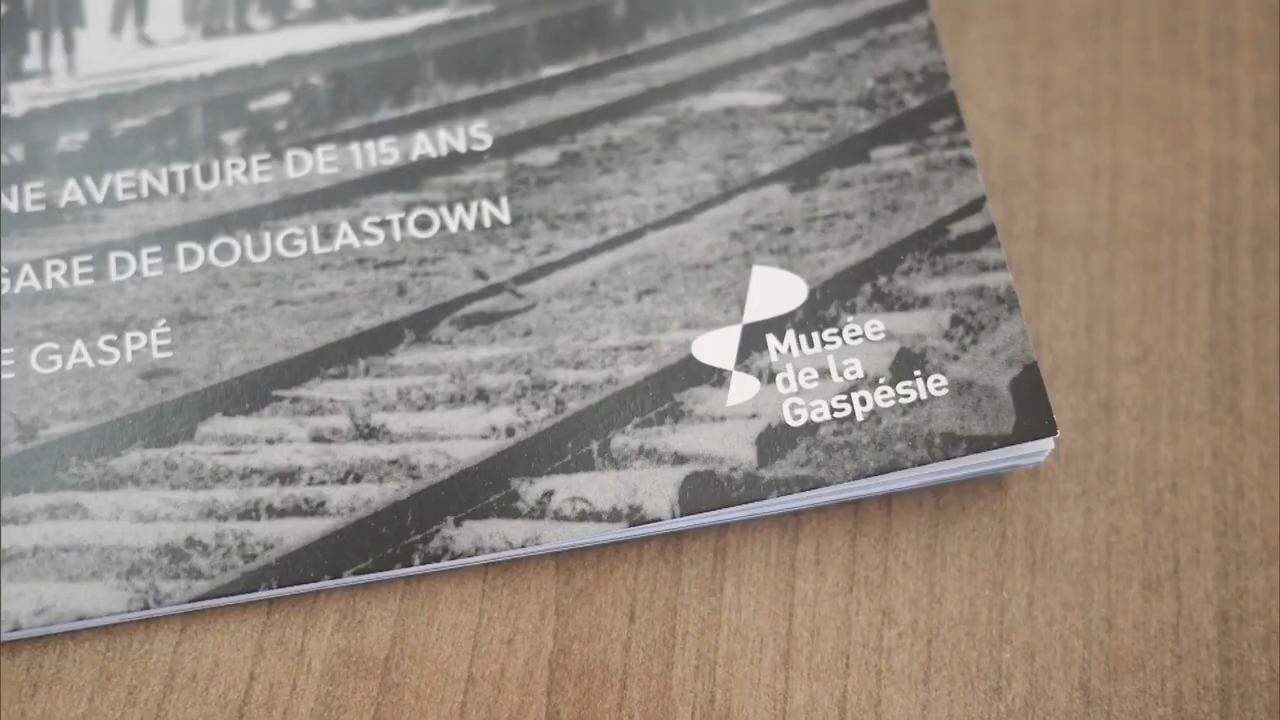 NE AVENTURE DE 115 ANS
GARE DE DOUGLASTOWN
E GASPÉ
Musée
de la
Gaspésie